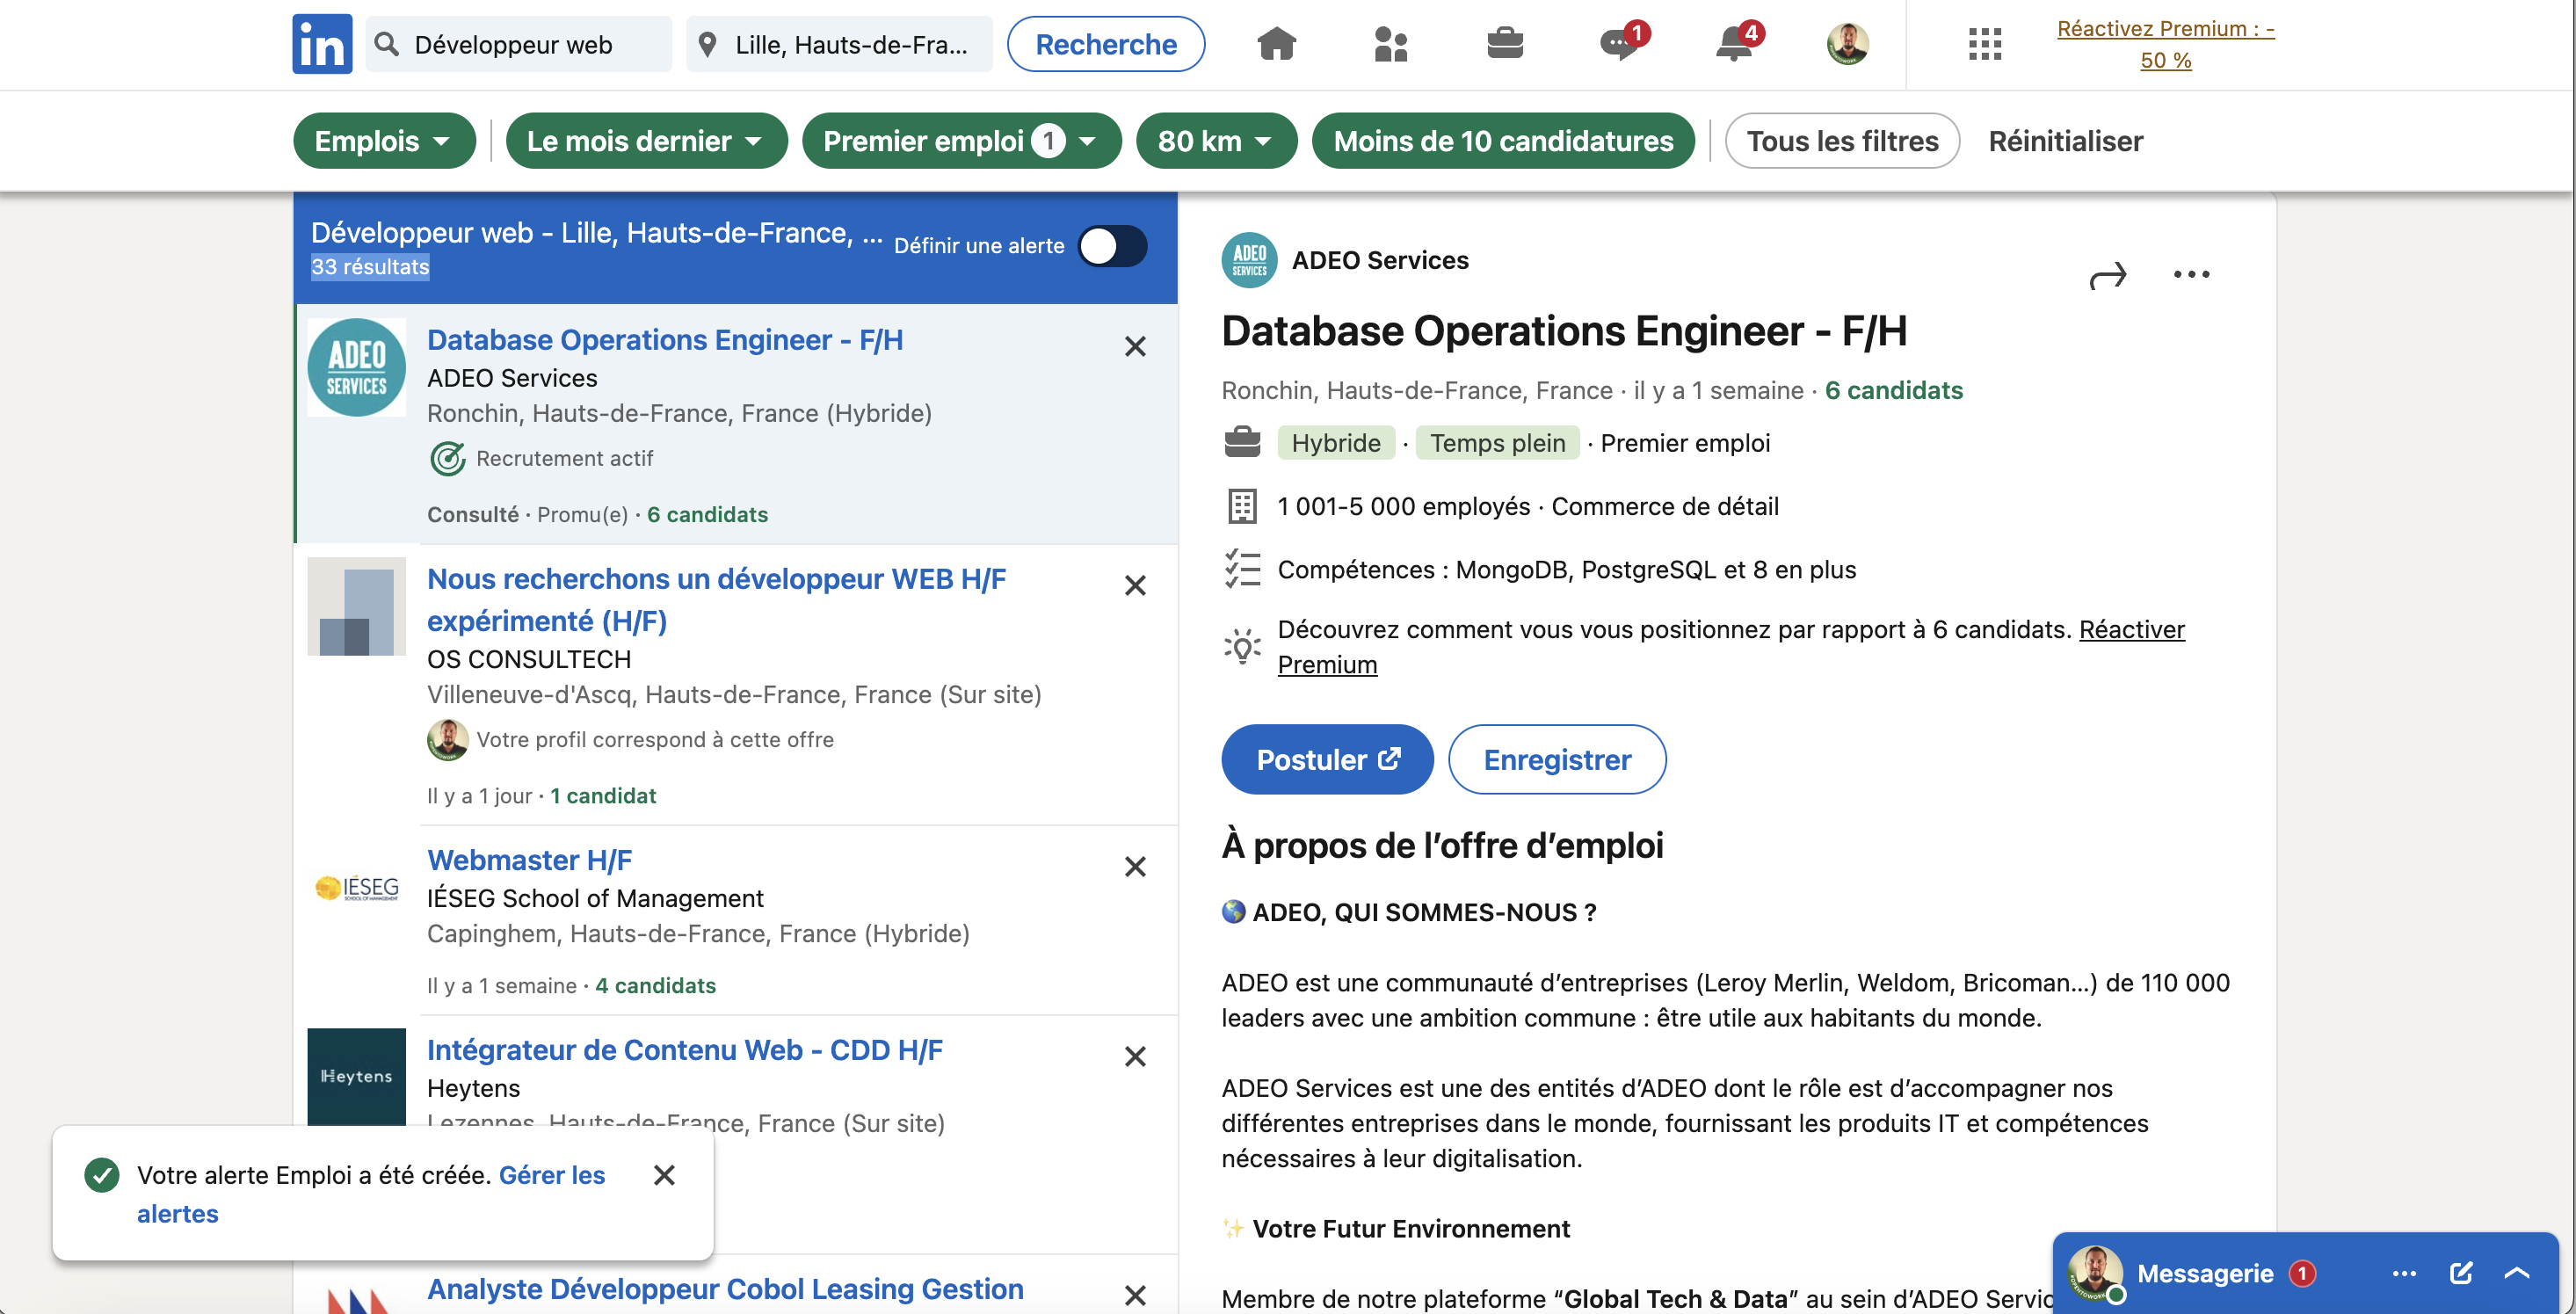 in
Développeur web
Lille, Hauts-de-Fra...
Recherche
1
4
Réactivez Premium : -
50 %
Emplois
Le mois dernier
Premier emploi 1
80 km
Moins de 10 candidatures
Tous les filtres
Réinitialiser
Développeur web - Lille, Hauts-de-France, ...
33 résultats
Définir une alerte
ADEO
SERVICES
Database Operations Engineer - F/H
ADEO Services
Ronchin, Hauts-de-France, France (Hybride)
Recrutement actif
Consulté · Promu(e) · 6 candidats
Nous recherchons un développeur WEB H/F
expérimenté (H/F)
OS CONSULTECH
Villeneuve-d'Ascq, Hauts-de-France, France (Sur site)
Votre profil correspond à cette offre
Il y a 1 jour · 1 candidat
IÉSEG
SCHOOL OF MANAGEMENT
Webmaster H/F
IÉSEG School of Management
Capinghem, Hauts-de-France, France (Hybride)
Il y a 1 semaine · 4 candidats
Heytens
Intégrateur de Contenu Web - CDD H/F
Heytens
Lezennes, Hauts-de-France, France (Sur site)
Analyste Développeur Cobol Leasing Gestion
Votre alerte Emploi a été créée. Gérer les
alertes
ADEO
SERVICES
ADEO Services
Database Operations Engineer - F/H
Ronchin, Hauts-de-France, France · il y a 1 semaine · 6 candidats
Hybride · Temps plein · Premier emploi
1 001-5 000 employés · Commerce de détail
Compétences : MongoDB, PostgreSQL et 8 en plus
Découvrez comment vous vous positionnez par rapport à 6 candidats. Réactiver
Premium
Postuler
Enregistrer
À propos de l’offre d’emploi
🌎 ADEO, QUI SOMMES-NOUS ?
ADEO est une communauté d’entreprises (Leroy Merlin, Weldom, Bricoman...) de 110 000
leaders avec une ambition commune : être utile aux habitants du monde.
ADEO Services est une des entités d’ADEO dont le rôle est d’accompagner nos
différentes entreprises dans le monde, fournissant les produits IT et compétences
nécessaires à leur digitalisation.
✨ Votre Futur Environnement
Membre de notre plateforme “Global Tech & Data” au sein d’ADEO Servic
Messagerie 1